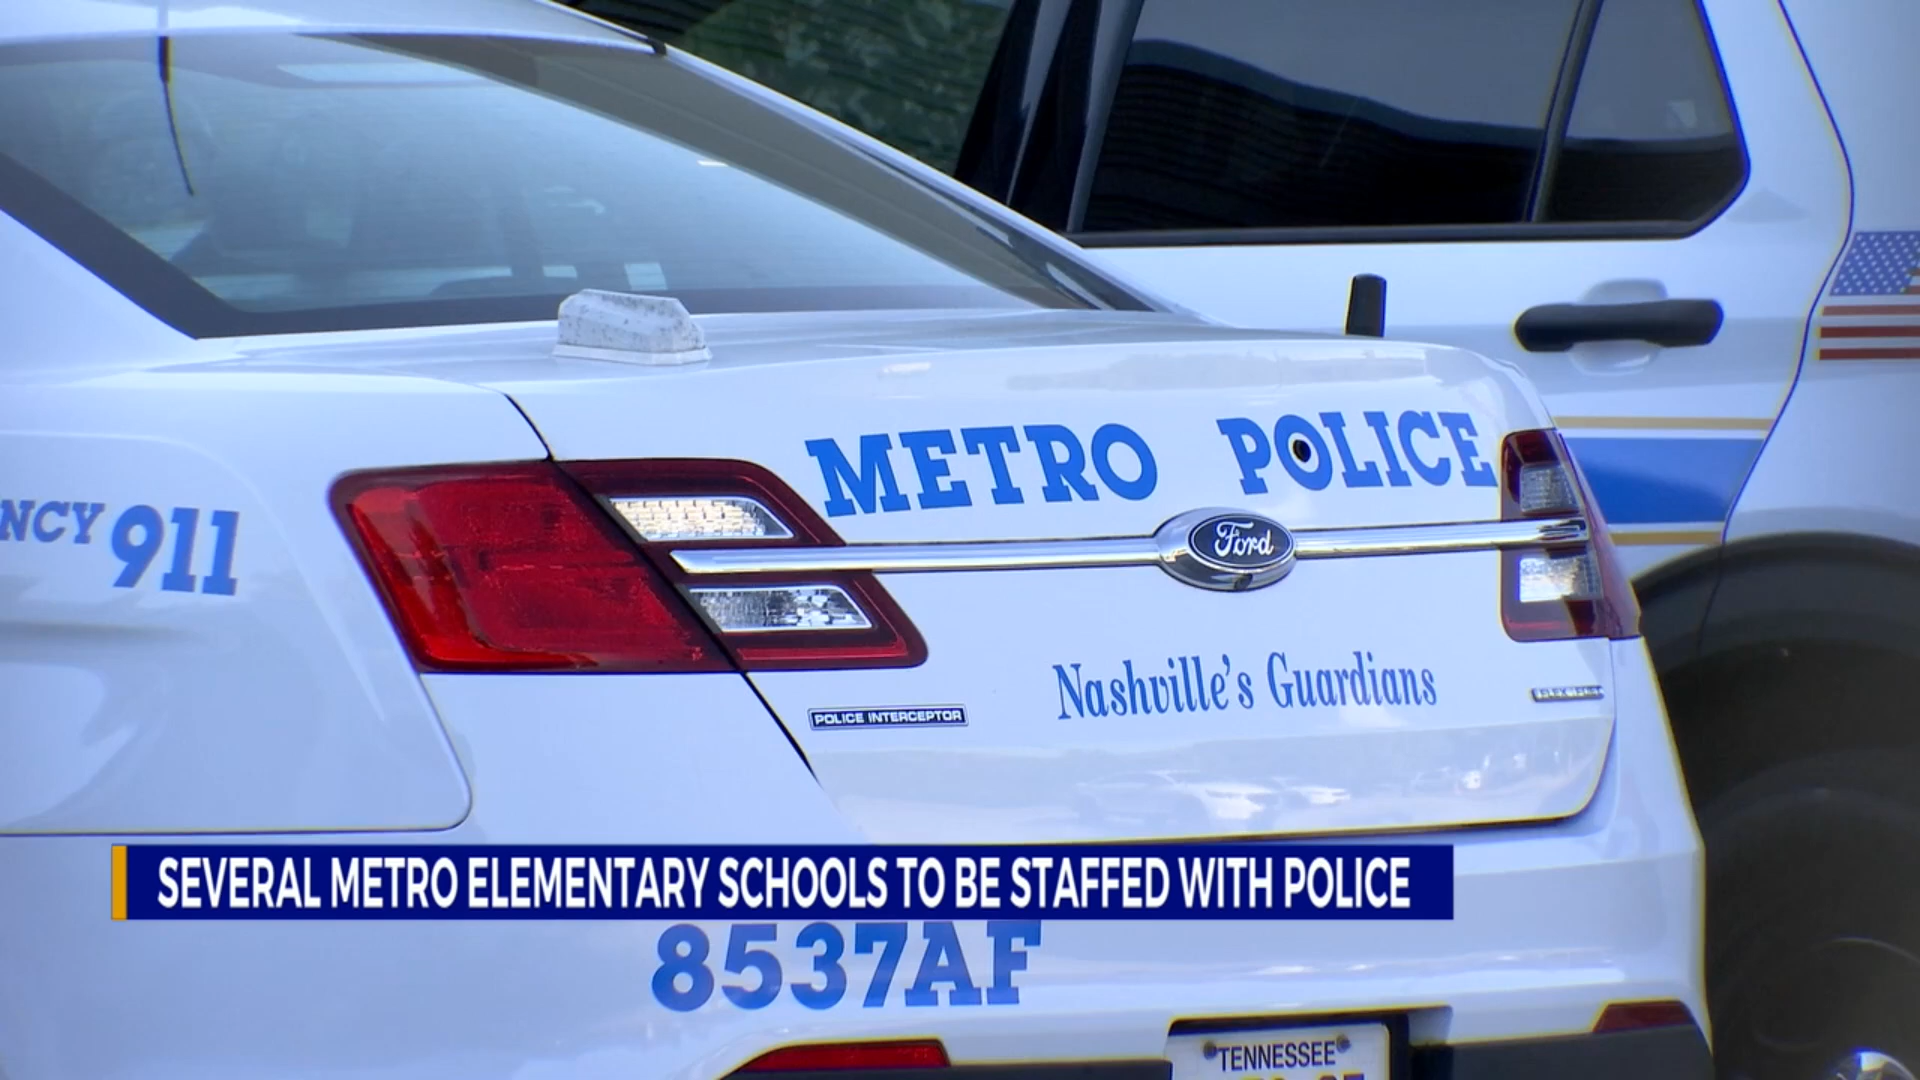 METRO POLICE
NCY 911
Ford
Nashville's Guardians
POLICE INTERCEPTOR
SEVERAL METRO ELEMENTARY SCHOOLS TO BE STAFFED WITH POLICE
8537AF
TENNESSEE